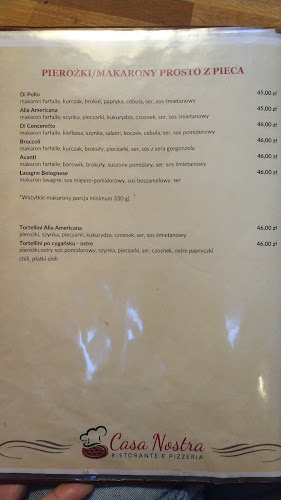 PIEROŻKI/MAKARONY PROSTO Z PIECA
Di Pollo 45,00 zł
makaron farfalle, kurczak, brokuł, papryka, cebula, ser, sos śmietanowy
Alla Americana 45,00 zł
makaron farfalle, szynka, pieczarki, kukurydza, czosnek, ser, sos śmietanowy
Di Conceretto 46,00 zł
makaron farfalle, kiełbasa, szynka, salami, boczek, cebula, ser, sos pomidorowy
Broccoli 46,00 zł
makaron farfalle, kurczak, brokuły, pieczarki, ser, sos z sera gorgonzola
Avanti 46,00 zł
makaron farfalle, borowik, brokuły, suszone pomidory, ser, sos śmietanowy
Lasagne Bolognese 46,00 zł
makaron lasagne, sos mięsno-pomidorowy, sos beszamelowy, ser
*Wszytkie makarony porcja minimum 350 g!
Tortellini Alla Americana 46,00 zł
pierożki, szynka, pieczarki, kukurydza, czosnek, ser, sos śmietanowy
Tortellini po cygańsku - ostre 46,00 zł
pierożki,ostry sos pomidorowy, szynka, pieczarki, ser, czosnek, ostre papryczki
chili, płatki chili
Casa Nostra
RISTORANTE E PIZZERIA